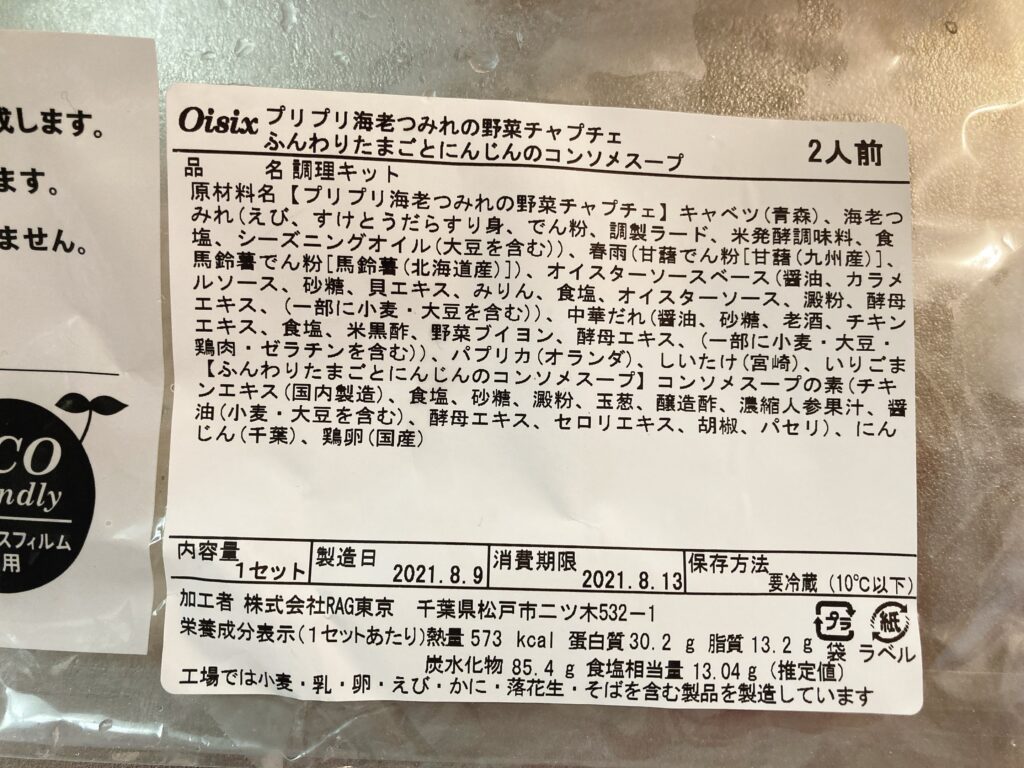 成します。
ます。
ません。
CO
ndly
スフィルム
用
Oisix プリプリ海老つみれの野菜チャプチェ
ふんわりたまごとにんじんのコンソメスープ
2人前
品 名 調理キット
原材料名【プリプリ海老つみれの野菜チャプチェ】キャベツ(青森)、海老つ
みれ(えび、すけとうだらすり身、でん粉、調製ラード、米発酵調味料、食
塩、シーズニングオイル(大豆を含む))、春雨(甘藷でん粉[甘藷(九州産)]、
馬鈴薯でん粉[馬鈴薯(北海道産)])、オイスターソースベース(醤油、カラメ
ルソース、砂糖、貝エキス、みりん、食塩、オイスターソース、澱粉、酵母
エキス、(一部に小麦・大豆を含む))、中華だれ(醤油、砂糖、老酒、チキン
エキス、食塩、米黒酢、野菜ブイヨン、酵母エキス、(一部に小麦・大豆・
鶏肉・ゼラチンを含む))、パプリカ(オランダ)、しいたけ(宮崎)、いりごま
【ふんわりたまごとにんじんのコンソメスープ】コンソメスープの素(チキ
ンエキス(国内製造)、食塩、砂糖、澱粉、玉葱、醸造酢、濃縮人参果汁、醤
油(小麦・大豆を含む)、酵母エキス、セロリエキス、胡椒、パセリ)、にん
じん(千葉)、鶏卵(国産)
内容量 1セット 製造日 2021.8.9 消費期限 2021.8.13 保存方法 要冷蔵(10℃以下)
加工者 株式会社RAG東京 千葉県松戸市二ツ木532-1
栄養成分表示(1セットあたり)熱量 573 kcal 蛋白質 30.2 g 脂質 13.2 g
炭水化物 85.4 g 食塩相当量 13.04 g (推定値)
工場では小麦・乳・卵・えび・かに・落花生・そばを含む製品を製造しています
プラ 紙
袋 ラベル